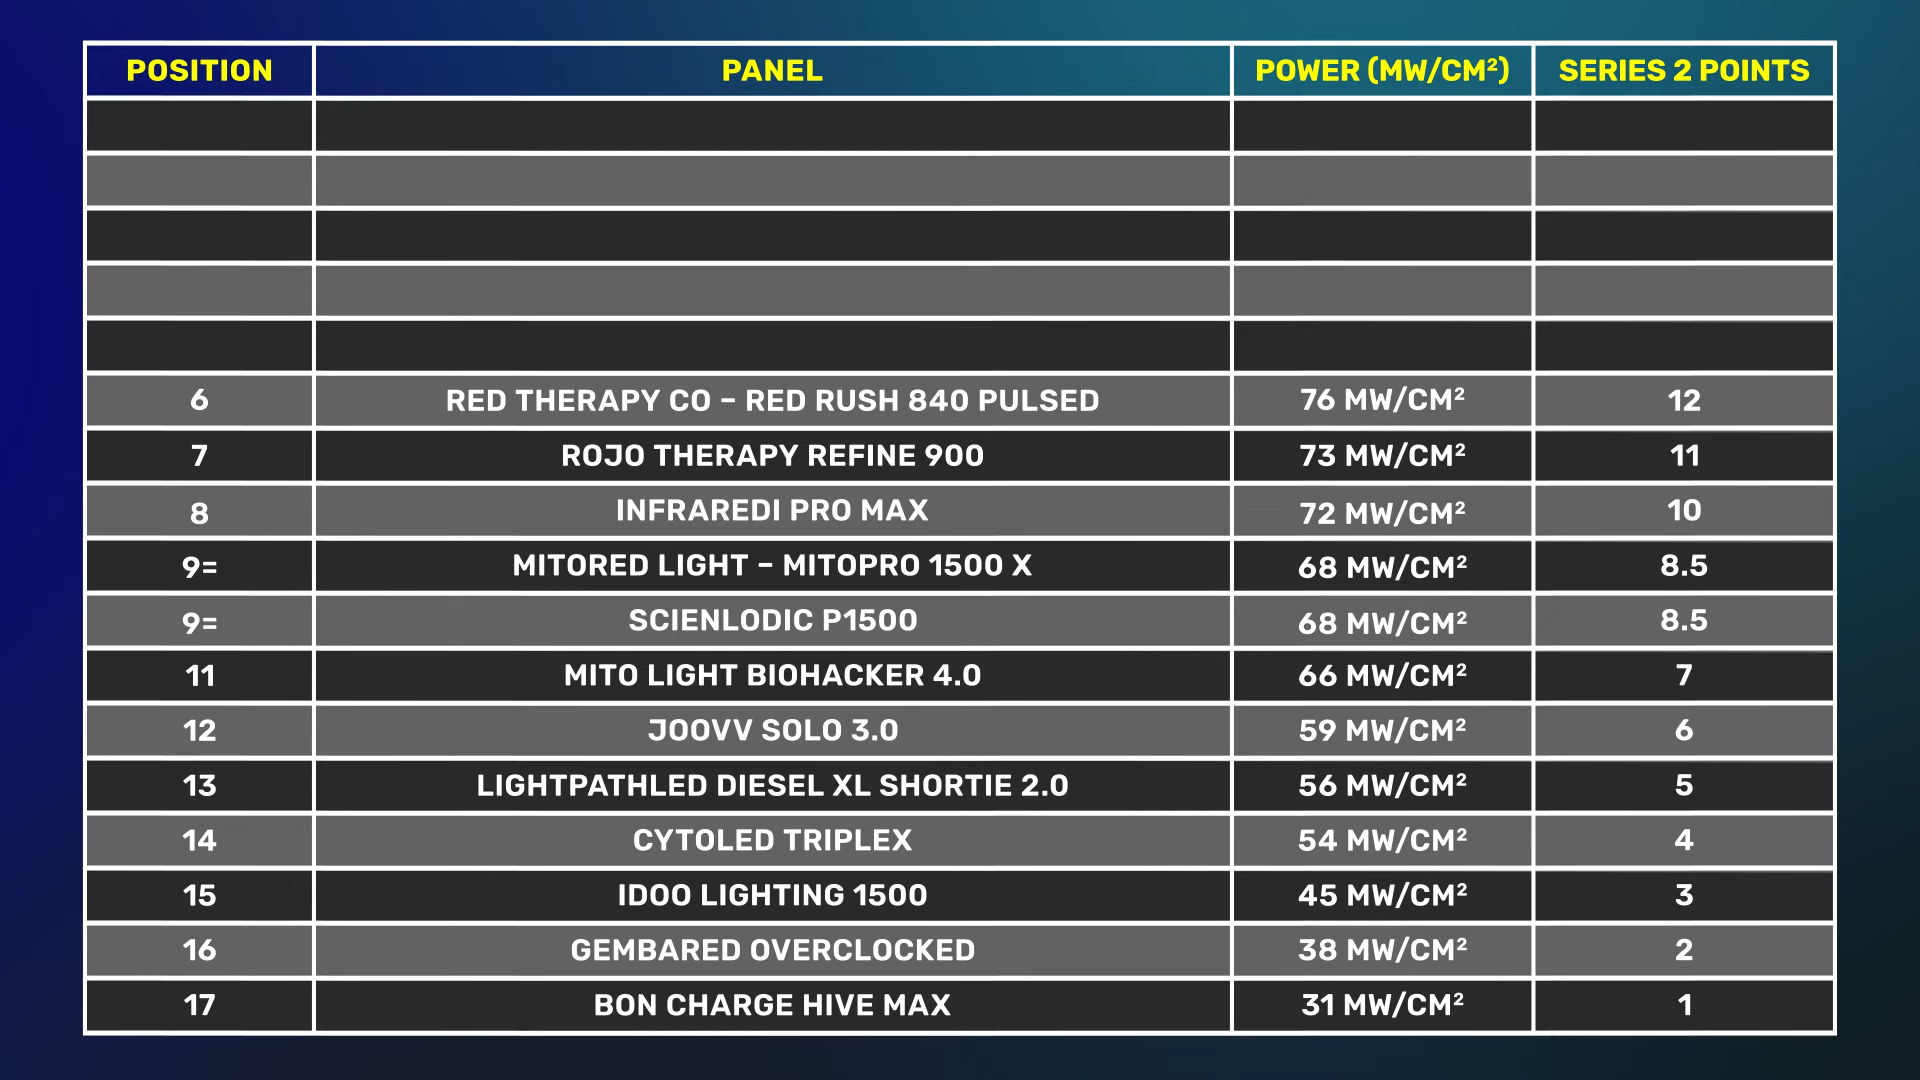 POSITION PANEL POWER (MW/CM²) SERIES 2 POINTS
6 RED THERAPY CO – RED RUSH 840 PULSED 76 MW/CM² 12
7 ROJO THERAPY REFINE 900 73 MW/CM² 11
8 INFRAREDI PRO MAX 72 MW/CM² 10
9= MITORED LIGHT – MITOPRO 1500 X 68 MW/CM² 8.5
9= SCIENLODIC P1500 68 MW/CM² 8.5
11 MITO LIGHT BIOHACKER 4.0 66 MW/CM² 7
12 JOOVV SOLO 3.0 59 MW/CM² 6
13 LIGHTPATHLED DIESEL XL SHORTIE 2.0 56 MW/CM² 5
14 CYTOLED TRIPLEX 54 MW/CM² 4
15 IDOO LIGHTING 1500 45 MW/CM² 3
16 GEMBARED OVERCLOCKED 38 MW/CM² 2
17 BON CHARGE HIVE MAX 31 MW/CM² 1